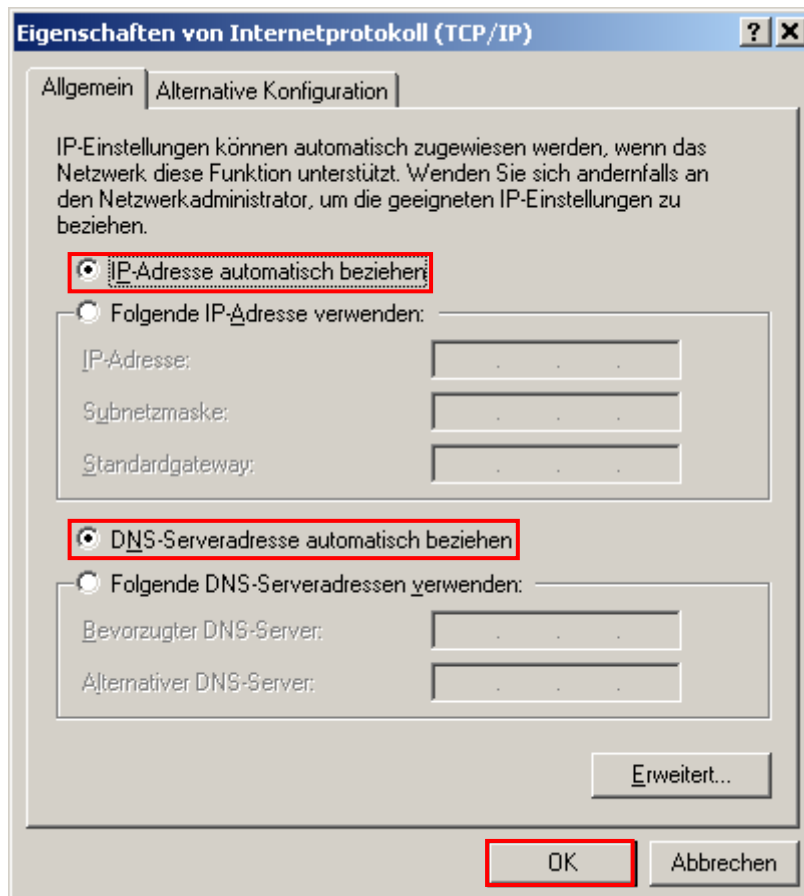 Eigenschaften von Internetprotokoll (TCP/IP)
Allgemein
Alternative Konfiguration
IP-Einstellungen können automatisch zugewiesen werden, wenn das
Netzwerk diese Funktion unterstützt. Wenden Sie sich andernfalls an
den Netzwerkadministrator, um die geeigneten IP-Einstellungen zu
beziehen.
IP-Adresse automatisch beziehen
Folgende IP-Adresse verwenden:
IP-Adresse:
Subnetzmaske:
Standardgateway:
DNS-Serveradresse automatisch beziehen
Folgende DNS-Serveradressen verwenden:
Bevorzugter DNS-Server:
Alternativer DNS-Server:
Erweitert...
OK
Abbrechen